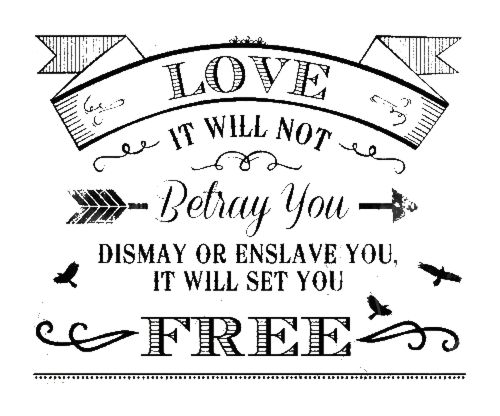 LOVE
IT WILL NOT
Betray You
DISMAY OR ENSLAVE YOU,
IT WILL SET YOU
FREE